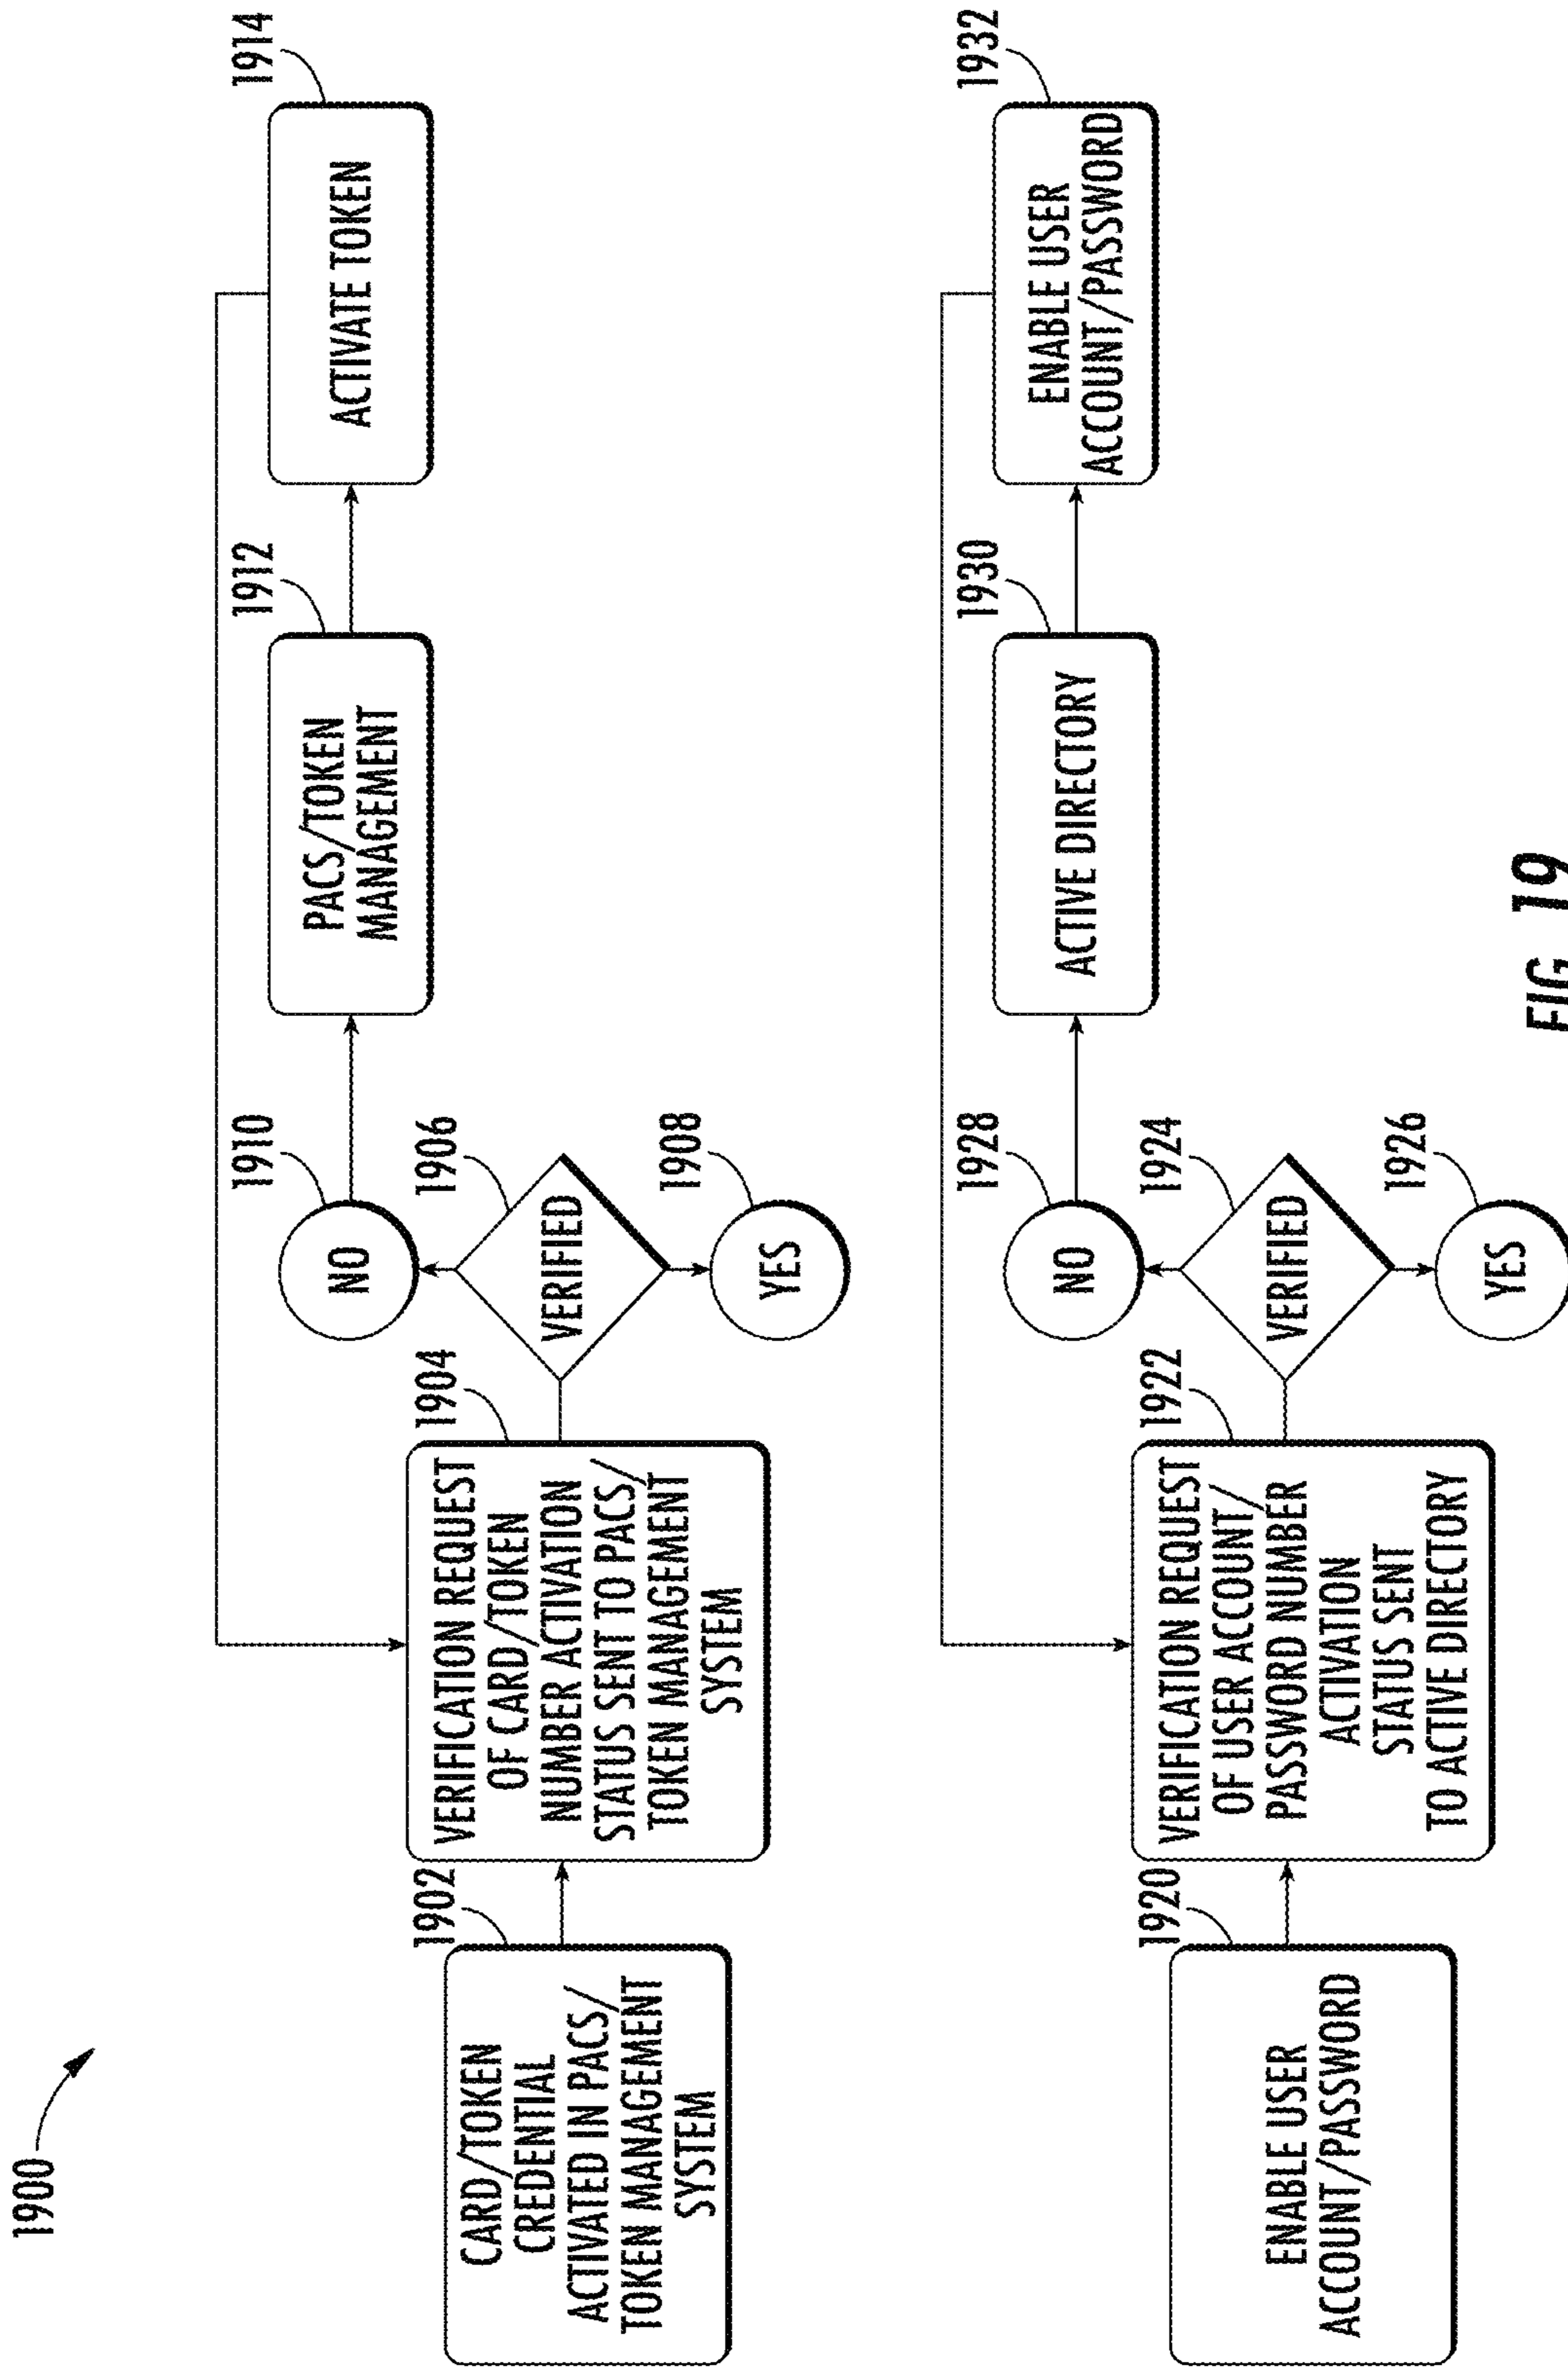 1900
1902
CARD/TOKEN
CREDENTIAL
ACTIVATED IN PACS/
TOKEN MANAGEMENT
SYSTEM
1904
VERIFICATION REQUEST
OF CARD/TOKEN
NUMBER ACTIVATION
STATUS SENT TO PACS/
TOKEN MANAGEMENT
SYSTEM
1906
VERIFIED
1908
YES
1910
NO
1912
PACS/TOKEN
MANAGEMENT
1914
ACTIVATE TOKEN
1920
ENABLE USER
ACCOUNT/PASSWORD
1922
VERIFICATION REQUEST
OF USER ACCOUNT/
PASSWORD NUMBER
ACTIVATION
STATUS SENT
TO ACTIVE DIRECTORY
1924
VERIFIED
1926
YES
1928
NO
1930
ACTIVE DIRECTORY
1932
ENABLE USER
ACCOUNT/PASSWORD
FIG. 19